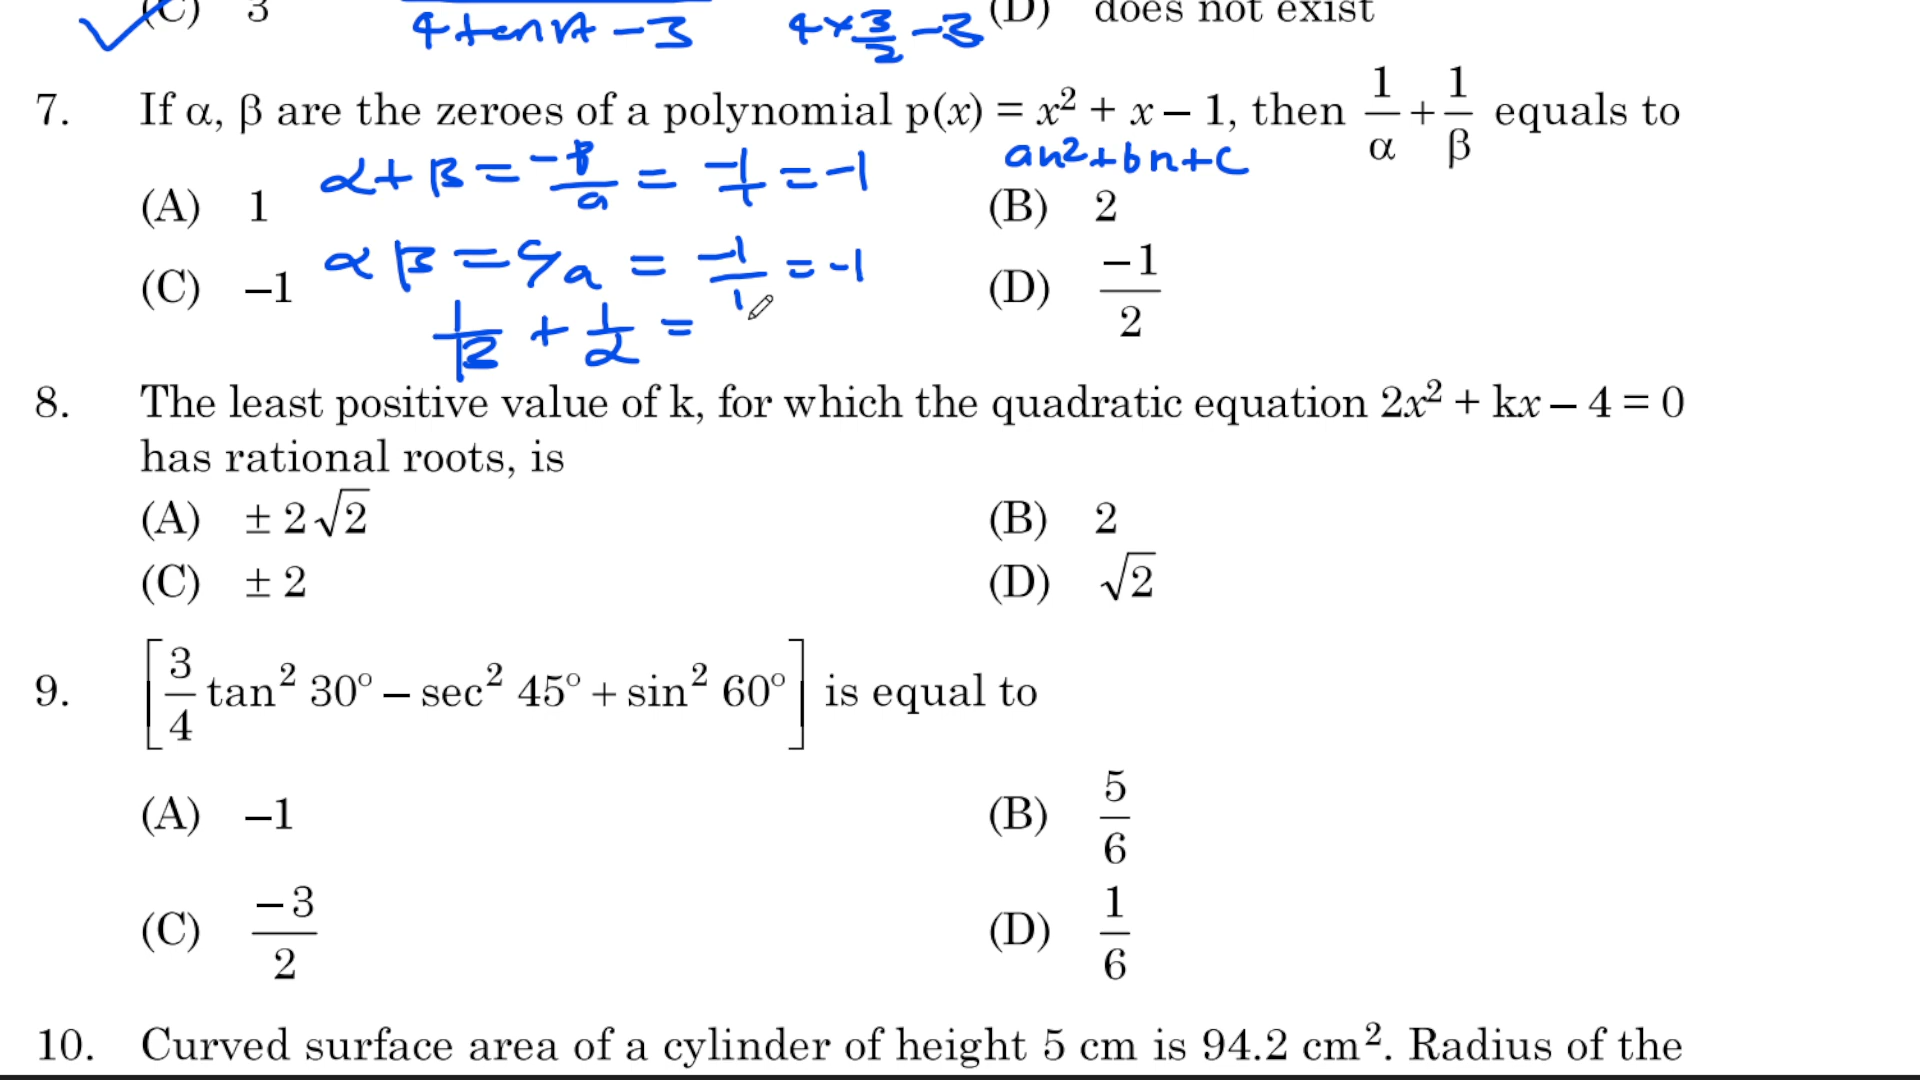 (C) 3 4 tan A – 3 4 × 3/2 – 3 (D) does not exist
7. If α, β are the zeroes of a polynomial p(x) = x² + x – 1, then 1/α + 1/β equals to
α + β = –b/a = –1/1 = –1 ax² + bx + c
(A) 1 (B) 2
α β = c/a = –1/1 = –1
(C) –1 (D) –1/2
1/β + 1/α =
8. The least positive value of k, for which the quadratic equation 2x² + kx – 4 = 0
has rational roots, is
(A) ± 2√2 (B) 2
(C) ± 2 (D) √2
9. [3/4 tan² 30° – sec² 45° + sin² 60°] is equal to
(A) –1 (B) 5/6
(C) –3/2 (D) 1/6
10. Curved surface area of a cylinder of height 5 cm is 94.2 cm². Radius of the